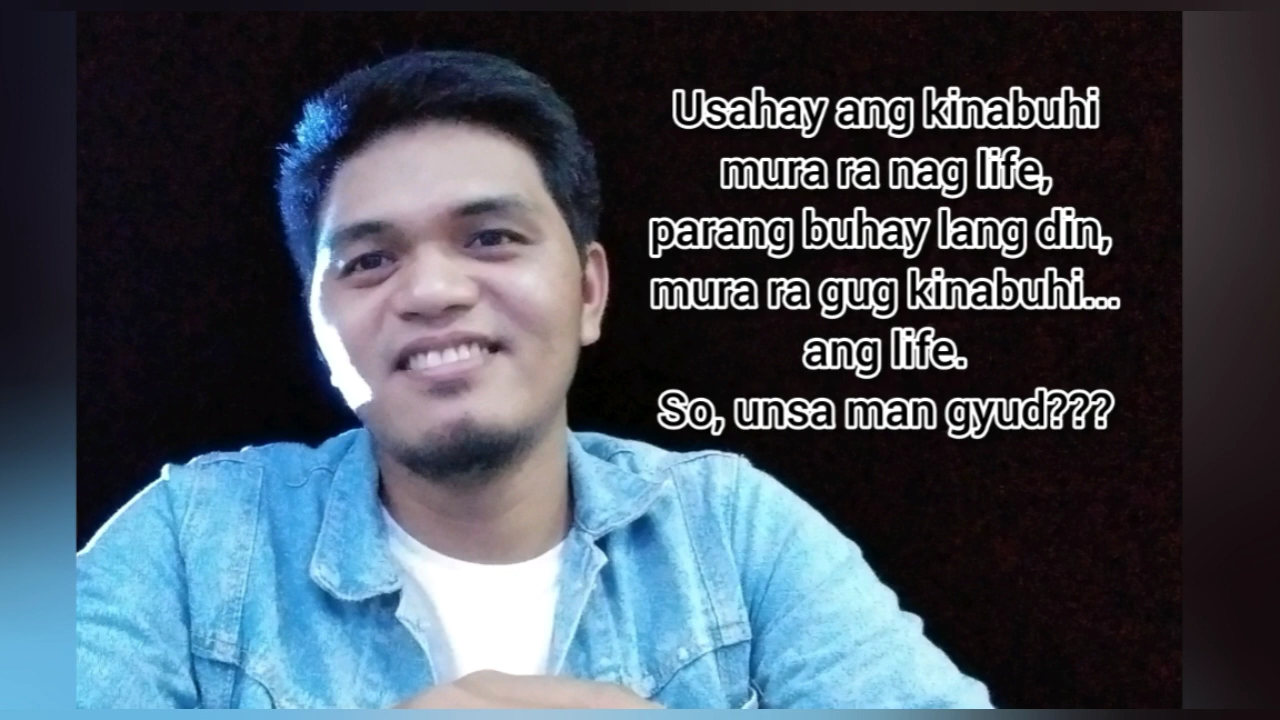 Usahay ang kinabuhi
mura ra nag life,
parang buhay lang din,
mura ra gug kinabuhi...
ang life.
So, unsa man gyud???